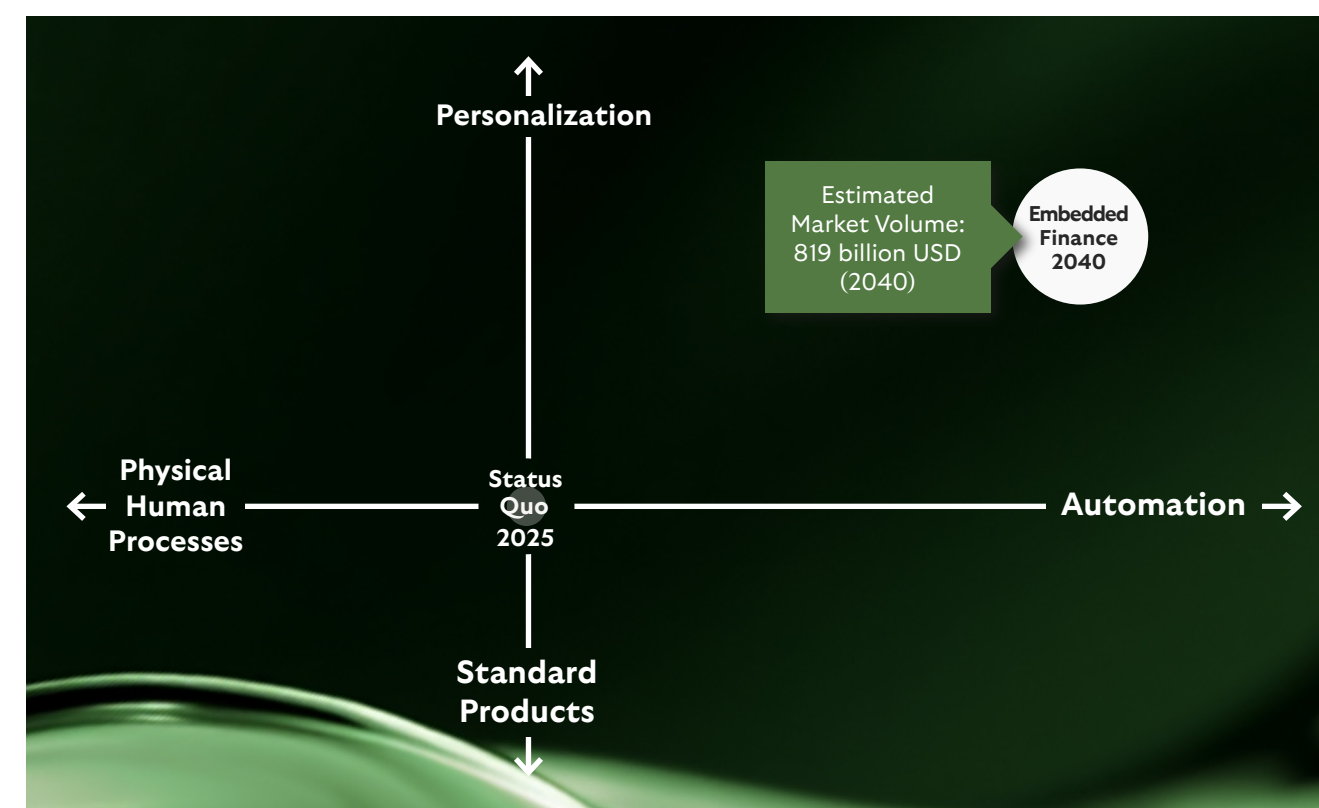 Personalization
Estimated
Market Volume:
819 billion USD
(2040)
Embedded
Finance
2040
Physical
Human
Processes
Status
Quo
2025
Automation
Standard
Products